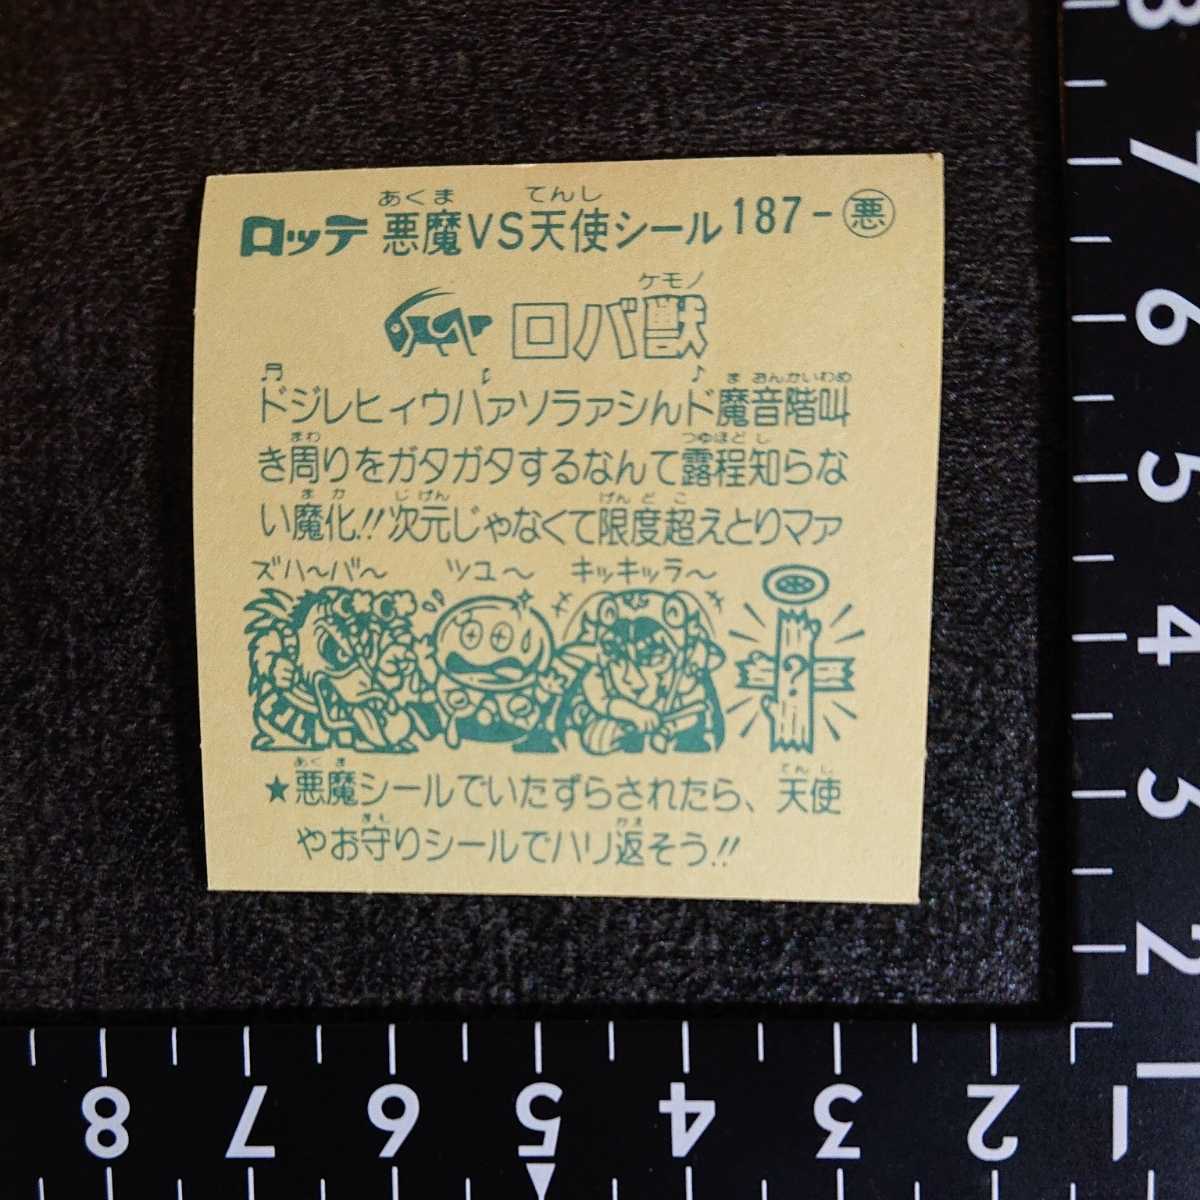 ロッテ 悪魔VS天使シール 187-悪
あくま てんし
ケモノ
ロバ獣
ま おんかいわめ
ドジレヒィウハァソラァシんド魔音階叫
まわ つゆほど し
き周りをガタガタするなんて露程知らな
ま か じげん げんど こ
い魔化!!次元じゃなくて限度超えとりマァ
ズハ〜バ〜 ツユ〜 キッキッラ〜
?
あくま てんし
★悪魔シールでいたずらされたら、天使
まも かえ
やお守りシールでハリ返そう!!
8
7
6
5
4
3
2
1
8 7 6 5 4 3 2 1